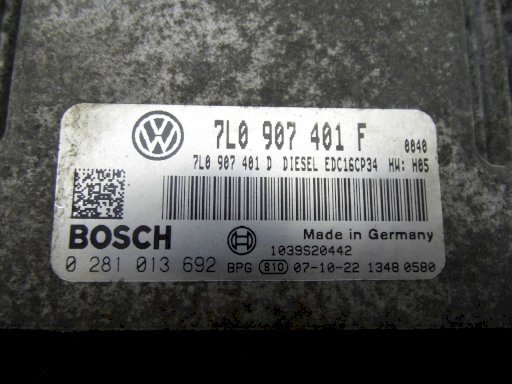 7L0 907 401 F 0040
7L0 907 401 D DIESEL EDC16CP34 HW: H05
BOSCH Made in Germany
1039S20442
0 281 013 692 BPG 810 07-10-22 1348 0580